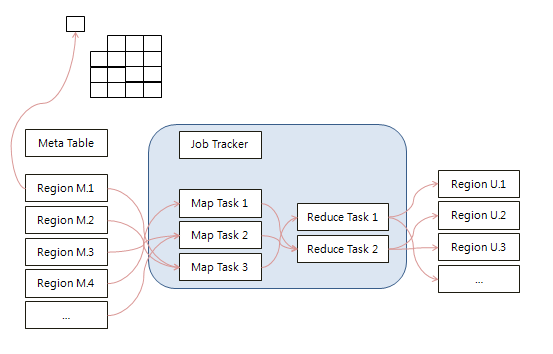 Meta Table
Job Tracker
Region M.1
Region M.2
Region M.3
Region M.4
...
Map Task 1
Map Task 2
Map Task 3
Reduce Task 1
Reduce Task 2
Region U.1
Region U.2
Region U.3
...